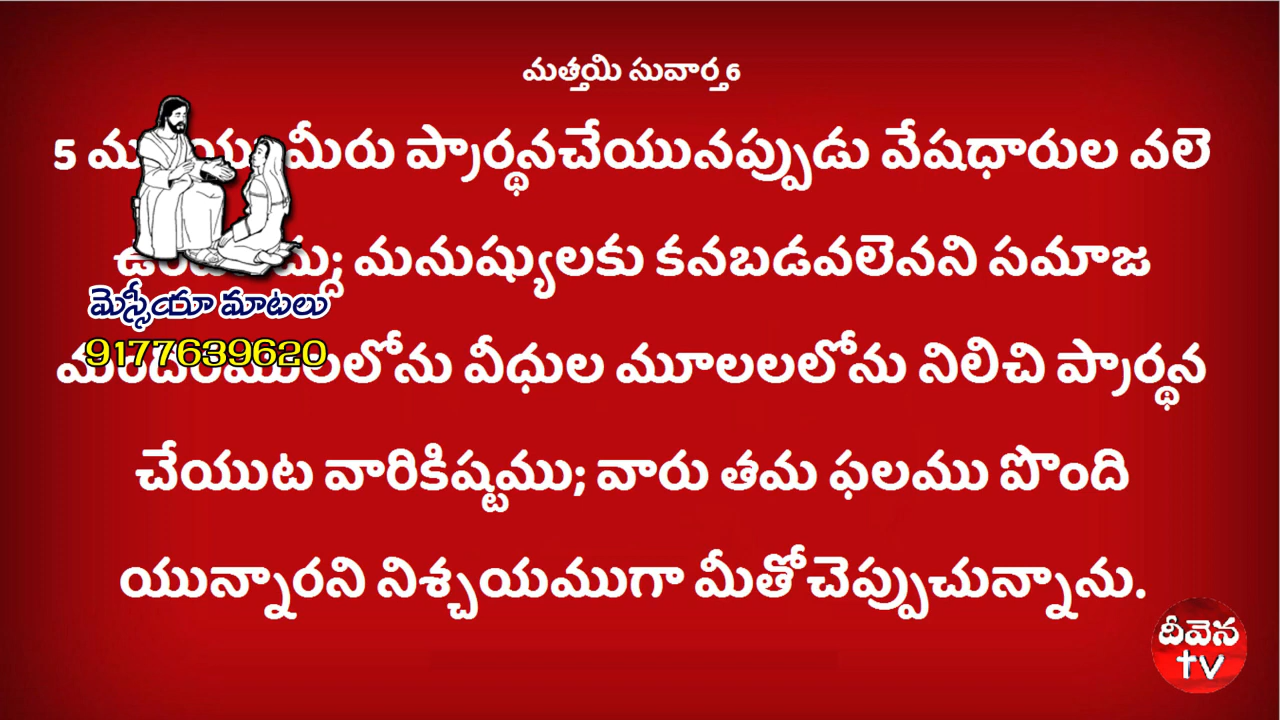 మత్తయి సువార్త 6
5 మీరు ప్రార్థనచేయునప్పుడు వేషధారుల వలె
మనుష్యులకు కనబడవలెనని సమాజ
మెస్సీయా మాటలు
9177639620
వీధుల మూలలలోను నిలిచి ప్రార్థన
చేయుట వారికిష్టము; వారు తమ ఫలము పొంది
యున్నారని నిశ్చయముగా మీతోచెప్పుచున్నాను.
దీవెన
tv